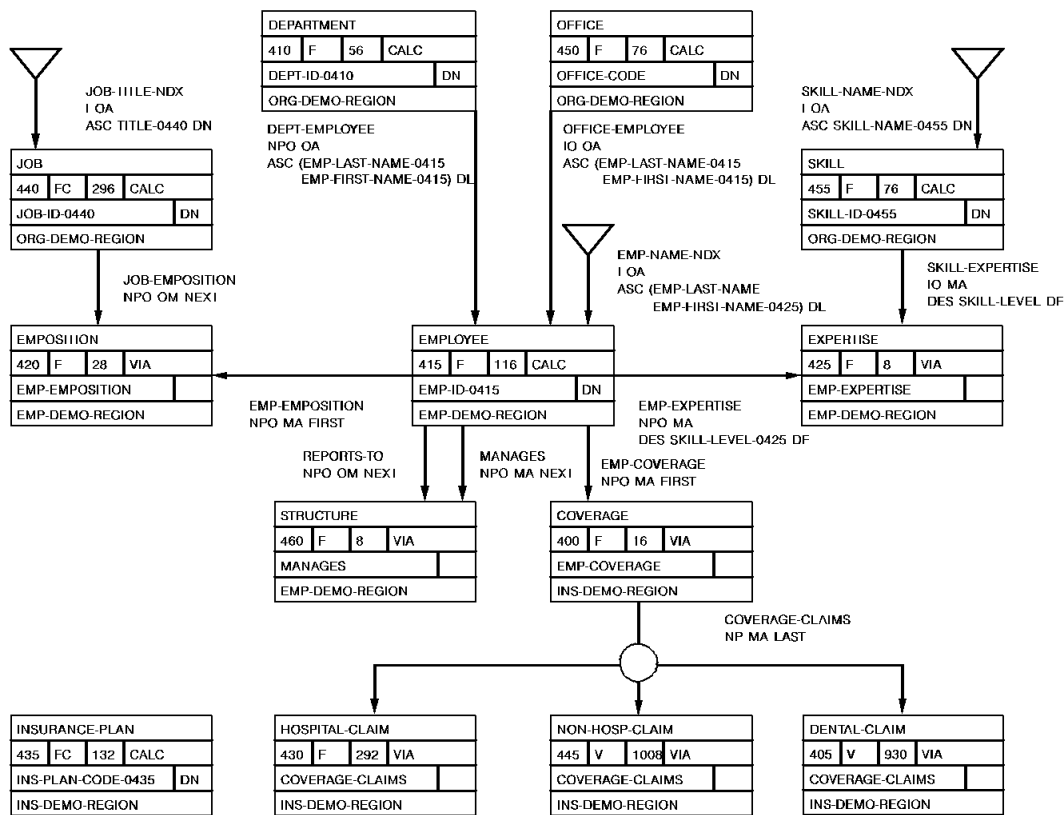 DEPARTMENT
410 F 56 CALC
DEPT-ID-0410 DN
ORG-DEMO-REGION
OFFICE
450 F 76 CALC
OFFICE-CODE DN
ORG-DEMO-REGION
JOB-TITLE-NDX
I OA
ASC TITLE-0440 DN
SKILL-NAME-NDX
I OA
ASC SKILL-NAME-0455 DN
DEPT-EMPLOYEE
NPO OA
ASC (EMP-LAST-NAME-0415
EMP-FIRST-NAME-0415) DL
OFFICE-EMPLOYEE
IO OA
ASC (EMP-LAST-NAME-0415
EMP-FIRST-NAME-0415) DL
JOB
440 FC 296 CALC
JOB-ID-0440 DN
ORG-DEMO-REGION
SKILL
455 F 76 CALC
SKILL-ID-0455 DN
ORG-DEMO-REGION
EMP-NAME-NDX
I OA
ASC (EMP-LAST-NAME
EMP-FIRST-NAME-0425) DL
JOB-EMPOSITION
NPO OM NEXT
SKILL-EXPERTISE
IO MA
DES SKILL-LEVEL DF
EMPOSITION
420 F 28 VIA
EMP-EMPOSITION
EMP-DEMO-REGION
EMPLOYEE
415 F 116 CALC
EMP-ID-0415 DN
EMP-DEMO-REGION
EXPERTISE
425 F 8 VIA
EMP-EXPERTISE
EMP-DEMO-REGION
EMP-EMPOSITION
NPO MA FIRST
EMP-EXPERTISE
NPO MA
DES SKILL-LEVEL-0425 DF
REPORTS-TO
NPO OM NEXT
MANAGES
NPO MA NEXT
EMP-COVERAGE
NPO MA FIRST
STRUCTURE
460 F 8 VIA
MANAGES
EMP-DEMO-REGION
COVERAGE
400 F 16 VIA
EMP-COVERAGE
INS-DEMO-REGION
COVERAGE-CLAIMS
NP MA LAST
INSURANCE-PLAN
435 FC 132 CALC
INS-PLAN-CODE-0435 DN
INS-DEMO-REGION
HOSPITAL-CLAIM
430 F 292 VIA
COVERAGE-CLAIMS
INS-DEMO-REGION
NON-HOSP-CLAIM
445 V 1008 VIA
COVERAGE-CLAIMS
INS-DEMO-REGION
DENTAL-CLAIM
405 V 930 VIA
COVERAGE-CLAIMS
INS-DEMO-REGION